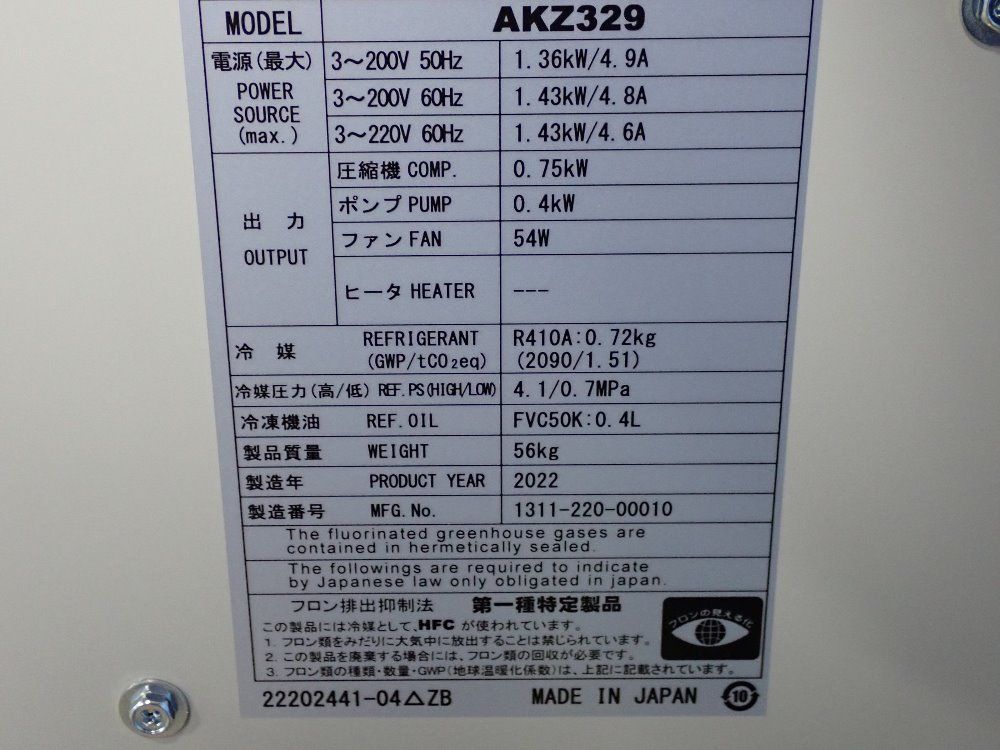 MODEL AKZ329
電源(最大) 3～200V 50Hz 1.36kW/4.9A
POWER SOURCE (max.) 3～200V 60Hz 1.43kW/4.8A
3～220V 60Hz 1.43kW/4.6A
出 力 OUTPUT 圧縮機 COMP. 0.75kW
ポンプ PUMP 0.4kW
ファン FAN 54W
ヒータ HEATER ---
冷 媒 REFRIGERANT R410A:0.72kg
(GWP/tCO₂eq) (2090/1.51)
冷媒圧力(高/低) REF.PS(HIGH/LOW) 4.1/0.7MPa
冷凍機油 REF.OIL FVC50K:0.4L
製品質量 WEIGHT 56kg
製造年 PRODUCT YEAR 2022
製造番号 MFG.No. 1311-220-00010
The fluorinated greenhouse gases are
contained in hermetically sealed.
The followings are required to indicate
by Japanese law only obligated in japan.
フロン排出抑制法 第一種特定製品
フロンの見える化
この製品には冷媒として、HFC が使われています。
1. フロン類をみだりに大気中に放出することは禁じられています。
2. この製品を廃棄する場合には、フロン類の回収が必要です。
3. フロン類の種類・数量・GWP(地球温暖化係数)は、上記に記載されています。
22202441-04△ZB MADE IN JAPAN 10